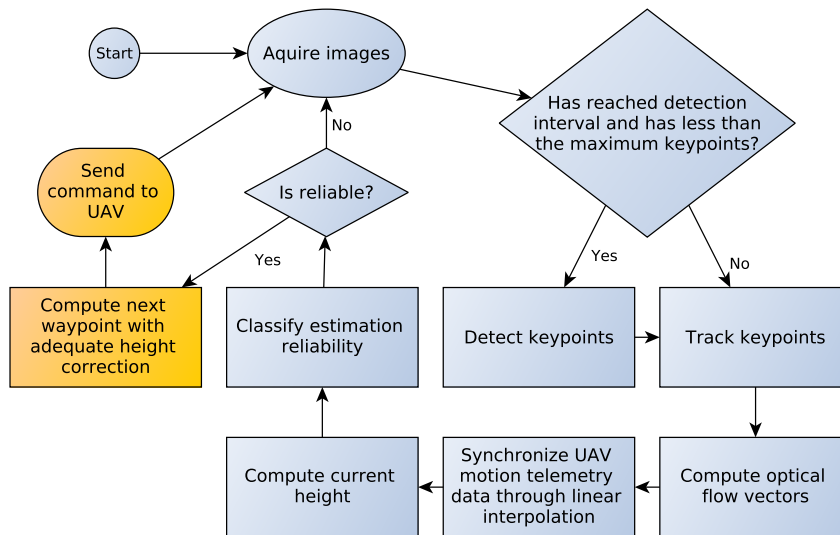 Start
Aquire images
Has reached detection
interval and has less than
the maximum keypoints?
No
Send
command to
UAV
Is reliable?
Yes
Yes
No
Compute next
waypoint with
adequate height
correction
Classify estimation
reliability
Detect keypoints
Track keypoints
Compute current
height
Synchronize UAV
motion telemetry
data through linear
interpolation
Compute optical
flow vectors